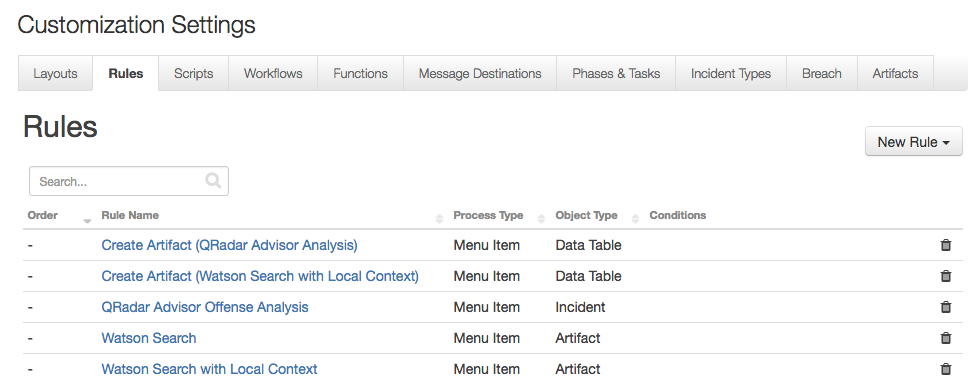 Customization Settings
Layouts Rules Scripts Workflows Functions Message Destinations Phases & Tasks Incident Types Breach Artifacts
Rules
New Rule
Search...
Order Rule Name Process Type Object Type Conditions
- Create Artifact (QRadar Advisor Analysis) Menu Item Data Table
- Create Artifact (Watson Search with Local Context) Menu Item Data Table
- QRadar Advisor Offense Analysis Menu Item Incident
- Watson Search Menu Item Artifact
- Watson Search with Local Context Menu Item Artifact